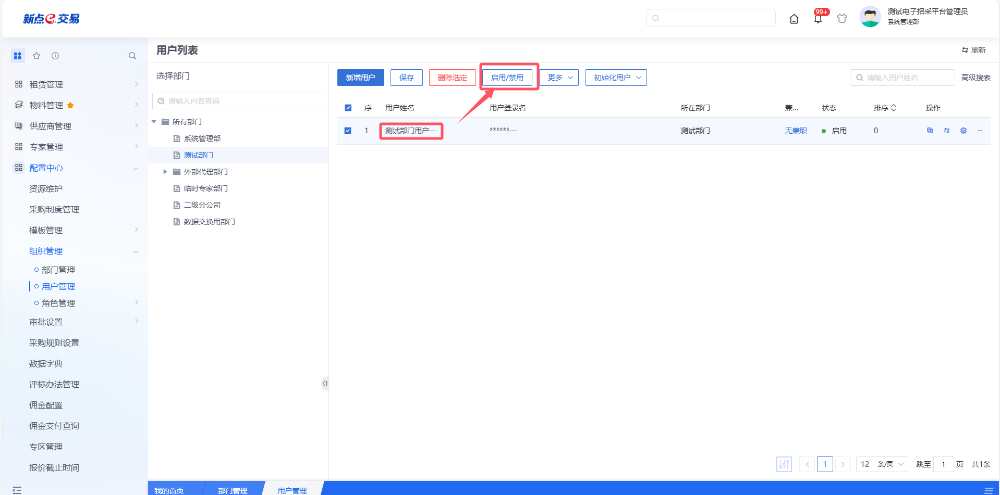 新点e交易
99+
测试电子招采平台管理员
系统管理部
租赁管理
物料管理
供应商管理
专家管理
配置中心
资源维护
采购制度管理
模板管理
组织管理
部门管理
用户管理
角色管理
审批设置
采购规则设置
数据字典
评标办法管理
佣金配置
佣金支付查询
专区管理
报价截止时间
用户列表
刷新
选择部门
请输入内容查询
所有部门
系统管理部
测试部门
外部代理部门
临时专家部门
二级分公司
数据交换用部门
新增用户 保存 删除选定 启用/禁用 更多 初始化用户 请输入用户姓名 高级搜索
序 用户姓名 用户登录名 所在部门 兼... 状态 排序 操作
1 测试部门用户一 ******一 测试部门 无兼职 启用 0
1 12 条/页 跳至 1 页 共1条
我的首页 部门管理 用户管理